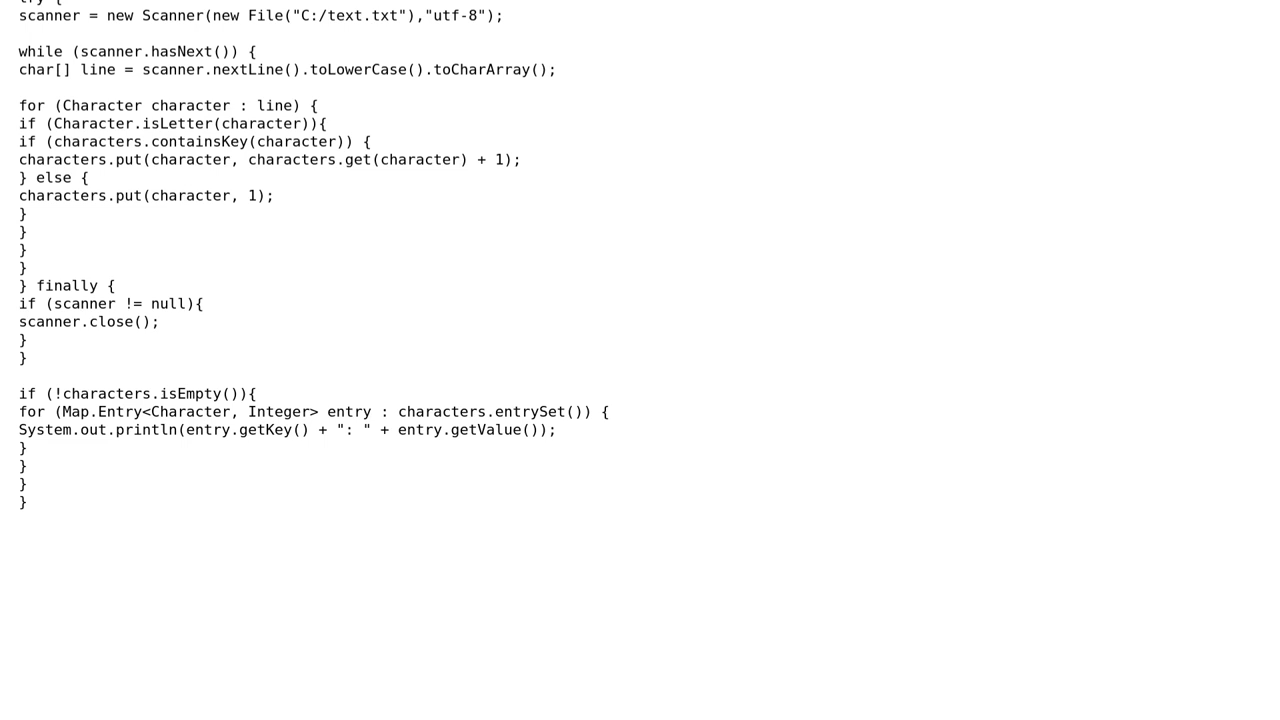 try {
scanner = new Scanner(new File("C:/text.txt"),"utf-8");
while (scanner.hasNext()) {
char[] line = scanner.nextLine().toLowerCase().toCharArray();
for (Character character : line) {
if (Character.isLetter(character)){
if (characters.containsKey(character)) {
characters.put(character, characters.get(character) + 1);
} else {
characters.put(character, 1);
}
}
}
}
} finally {
if (scanner != null){
scanner.close();
}
}
if (!characters.isEmpty()){
for (Map.Entry<Character, Integer> entry : characters.entrySet()) {
System.out.println(entry.getKey() + ": " + entry.getValue());
}
}
}
}